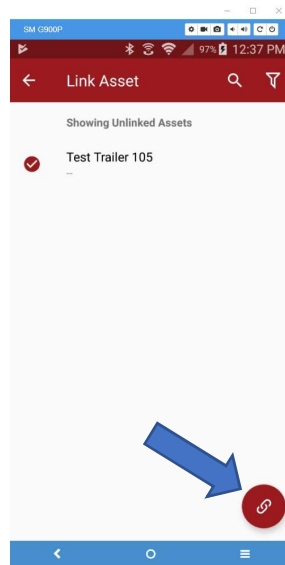 SM G900P
97% 12:37 PM
Link Asset
Showing Unlinked Assets
Test Trailer 105
--